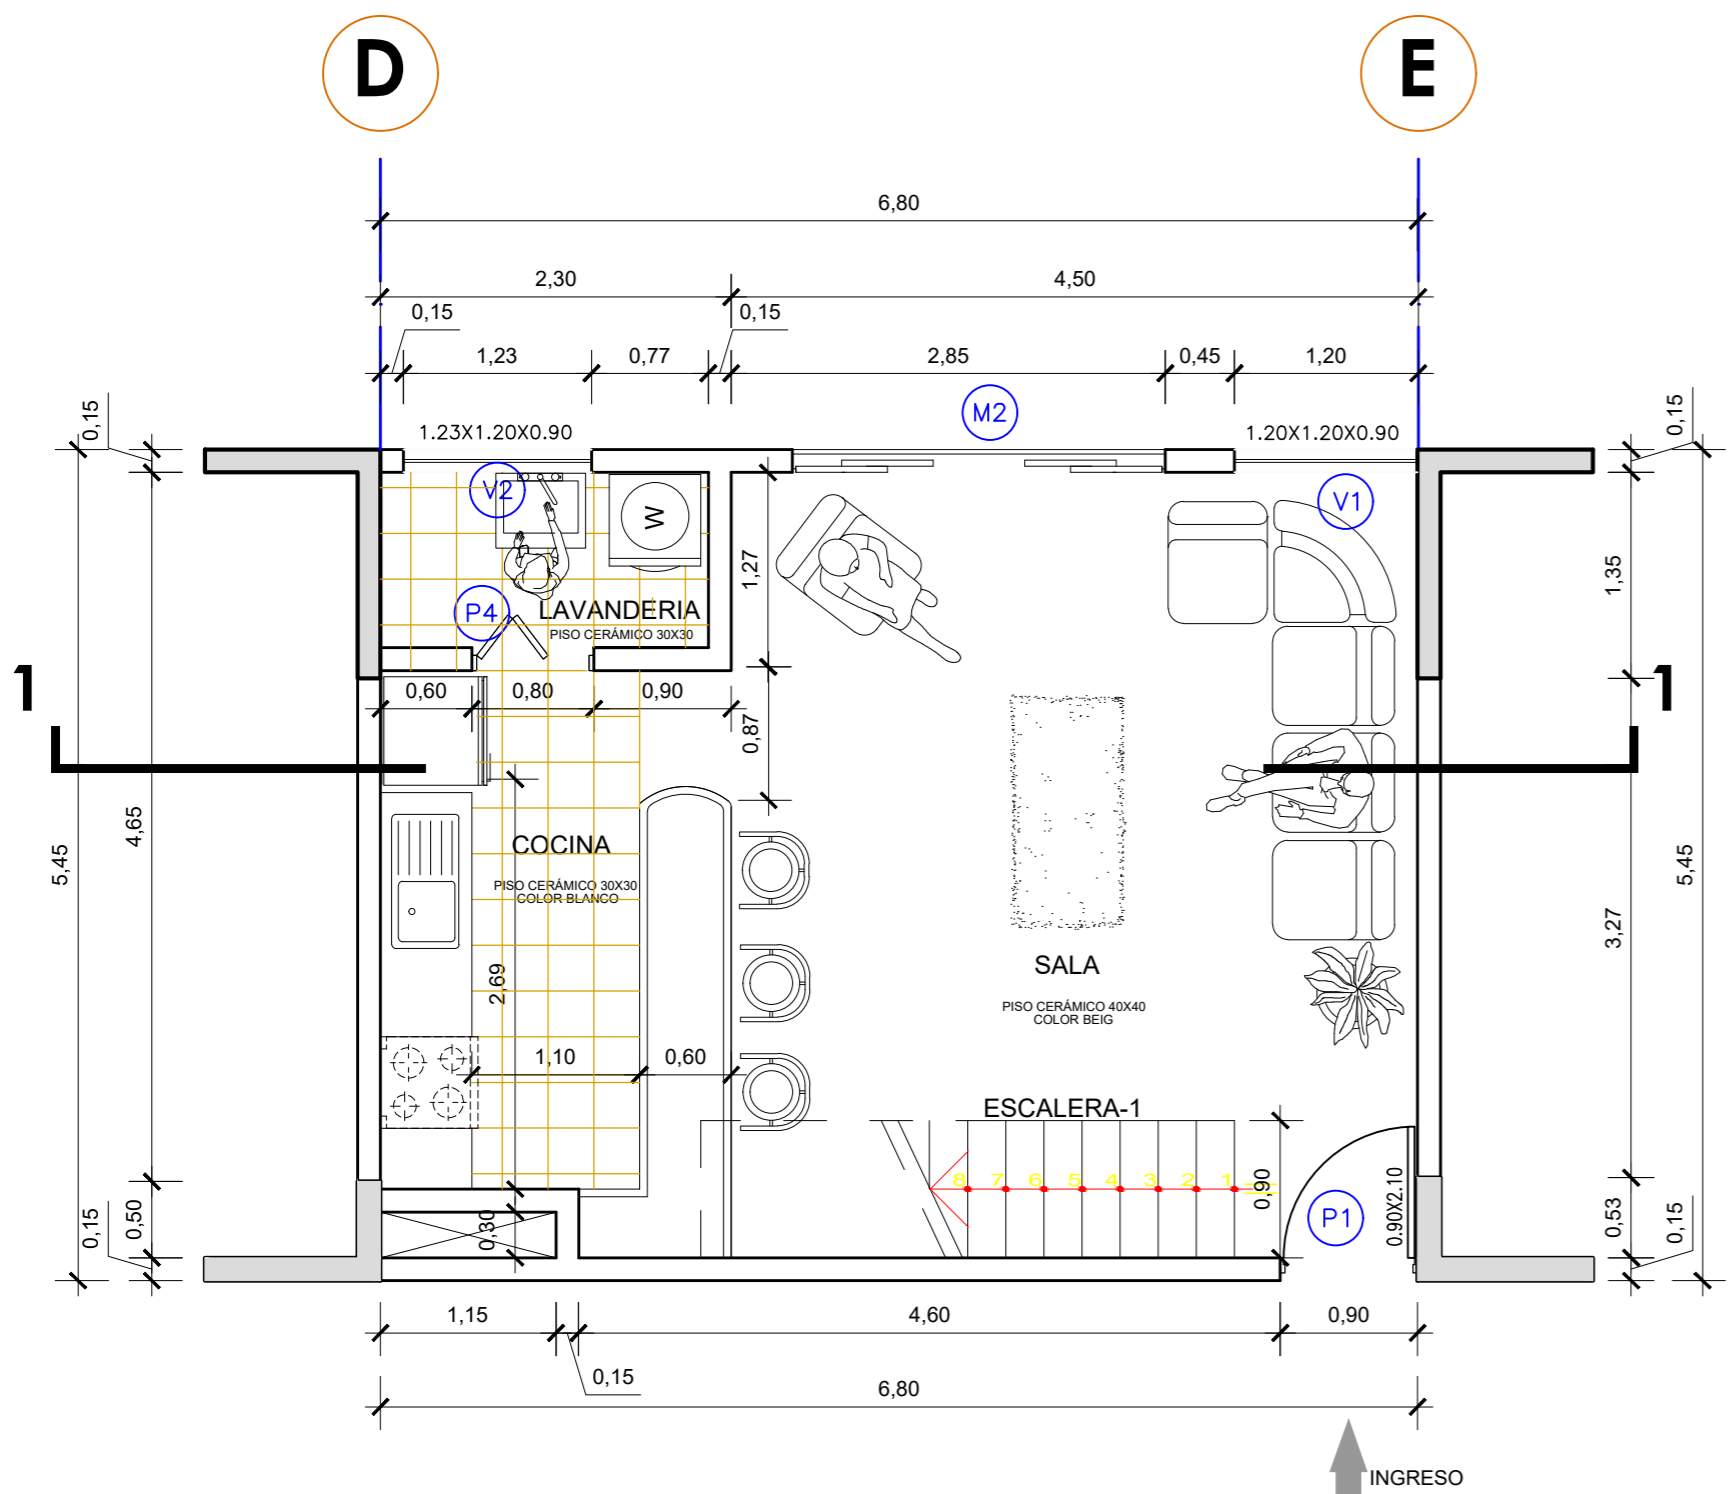 D
E
6,80
2,30
4,50
0,15
0,15
1,23
0,77
2,85
0,45
1,20
M2
0,15
0,15
1.23X1.20X0.90
1.20X1.20X0.90
V2
V1
W
1,27
1,35
P4
LAVANDERIA
PISO CERÁMICO 30X30
1
1
0,60
0,80
0,90
0,87
4,65
5,45
5,45
COCINA
PISO CERÁMICO 30X30
COLOR BLANCO
3,27
2,69
SALA
PISO CERÁMICO 40X40
COLOR BEIG
1,10
0,60
ESCALERA-1
8
7
6
5
4
3
2
1
0,90
0.90X2.10
P1
0,15
0,50
0,30
0,53
0,15
1,15
4,60
0,90
0,15
6,80
INGRESO